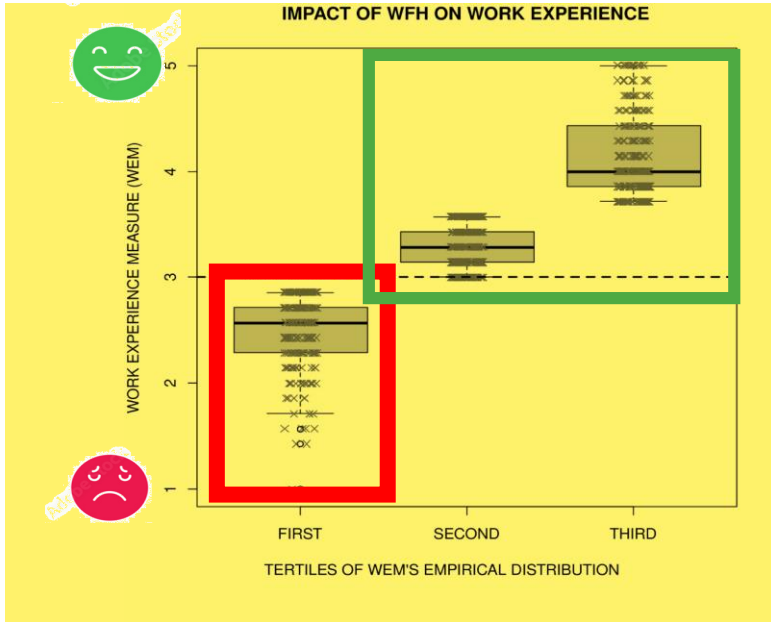 IMPACT OF WFH ON WORK EXPERIENCE
WORK EXPERIENCE MEASURE (WEM)
5
4
3
2
1
FIRST SECOND THIRD
TERTILES OF WEM'S EMPIRICAL DISTRIBUTION